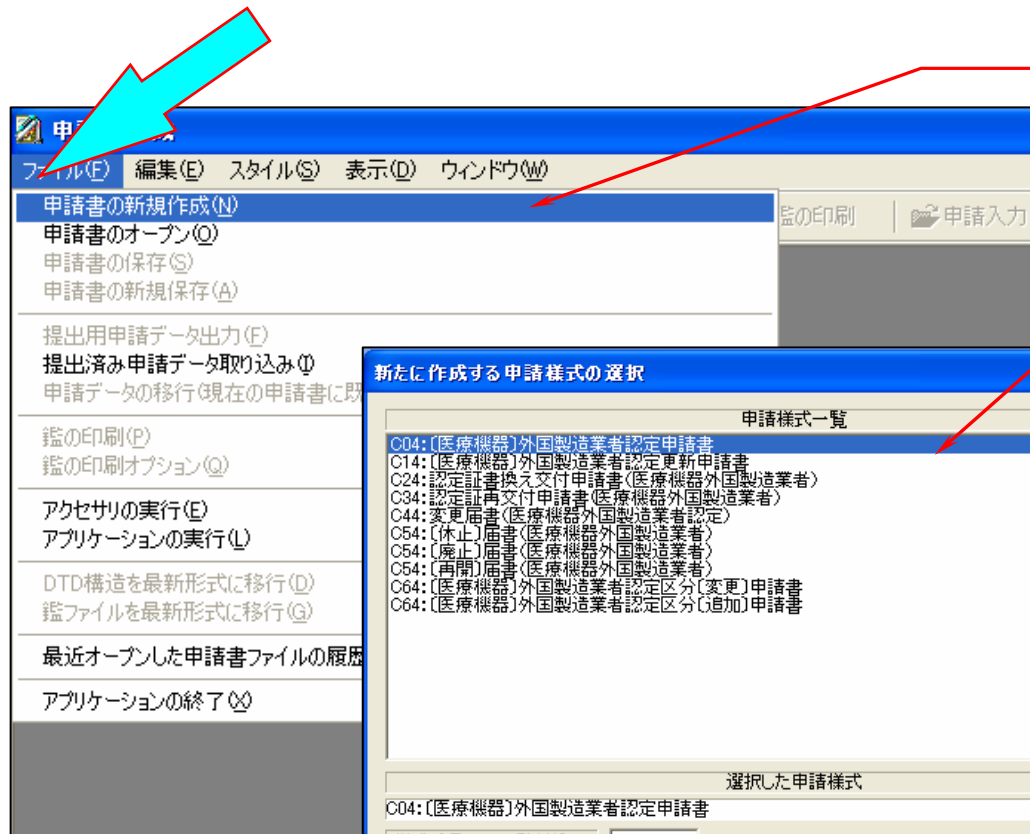 申
ファイル(F) 編集(E) スタイル(S) 表示(D) ウィンドウ(W)
申請書の新規作成(N)
申請書のオープン(O)
申請書の保存(S)
申請書の新規保存(A)
提出用申請データ出力(F)
提出済み申請データ取り込み(I)
申請データの移行(現在の申請書に既
鑑の印刷(P)
鑑の印刷オプション(Q)
アクセサリの実行(E)
アプリケーションの実行(L)
DTD構造を最新形式に移行(D)
鑑ファイルを最新形式に移行(G)
最近オープンした申請書ファイルの履歴
アプリケーションの終了(X)
鑑の印刷 申請入力
新たに作成する申請様式の選択
申請様式一覧
C04:〔医療機器〕外国製造業者認定申請書
C14:〔医療機器〕外国製造業者認定更新申請書
C24:認定証書換え交付申請書(医療機器外国製造業者)
C34:認定証再交付申請書(医療機器外国製造業者)
C44:変更届書(医療機器外国製造業者認定)
C54:〔休止〕届書(医療機器外国製造業者)
C54:〔廃止〕届書(医療機器外国製造業者)
C54:〔再開〕届書(医療機器外国製造業者)
C64:〔医療機器〕外国製造業者認定区分〔変更〕申請書
C64:〔医療機器〕外国製造業者認定区分〔追加〕申請書
選択した申請様式
C04:〔医療機器〕外国製造業者認定申請書